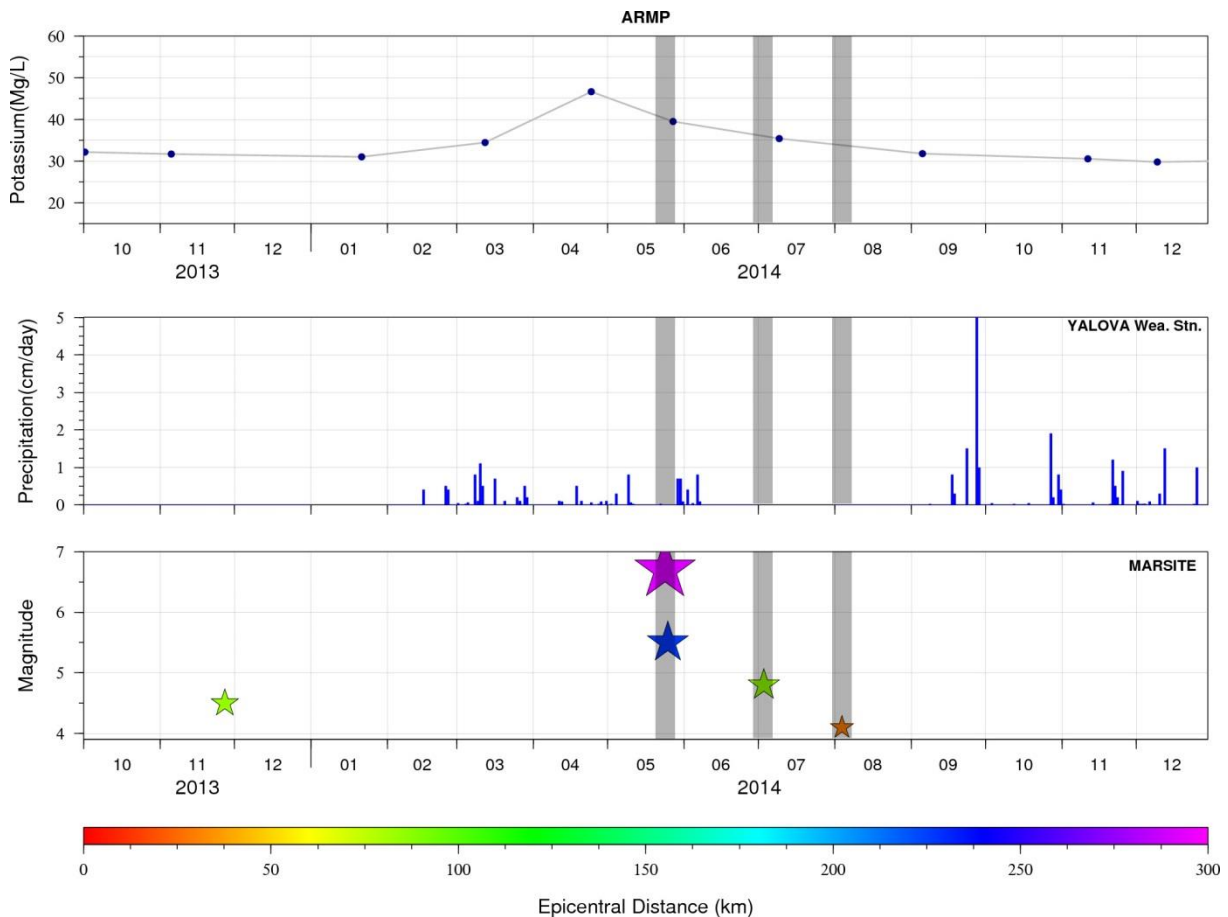 ARMP
Potassium(Mg/L)
60
50
40
30
20
10 11 12 01 02 03 04 05 06 07 08 09 10 11 12
2013 2014
Precipitation(cm/day)
YALOVA Wea. Stn.
5
4
3
2
1
0
Magnitude
MARSITE
7
6
5
4
10 11 12 01 02 03 04 05 06 07 08 09 10 11 12
2013 2014
0 50 100 150 200 250 300
Epicentral Distance (km)